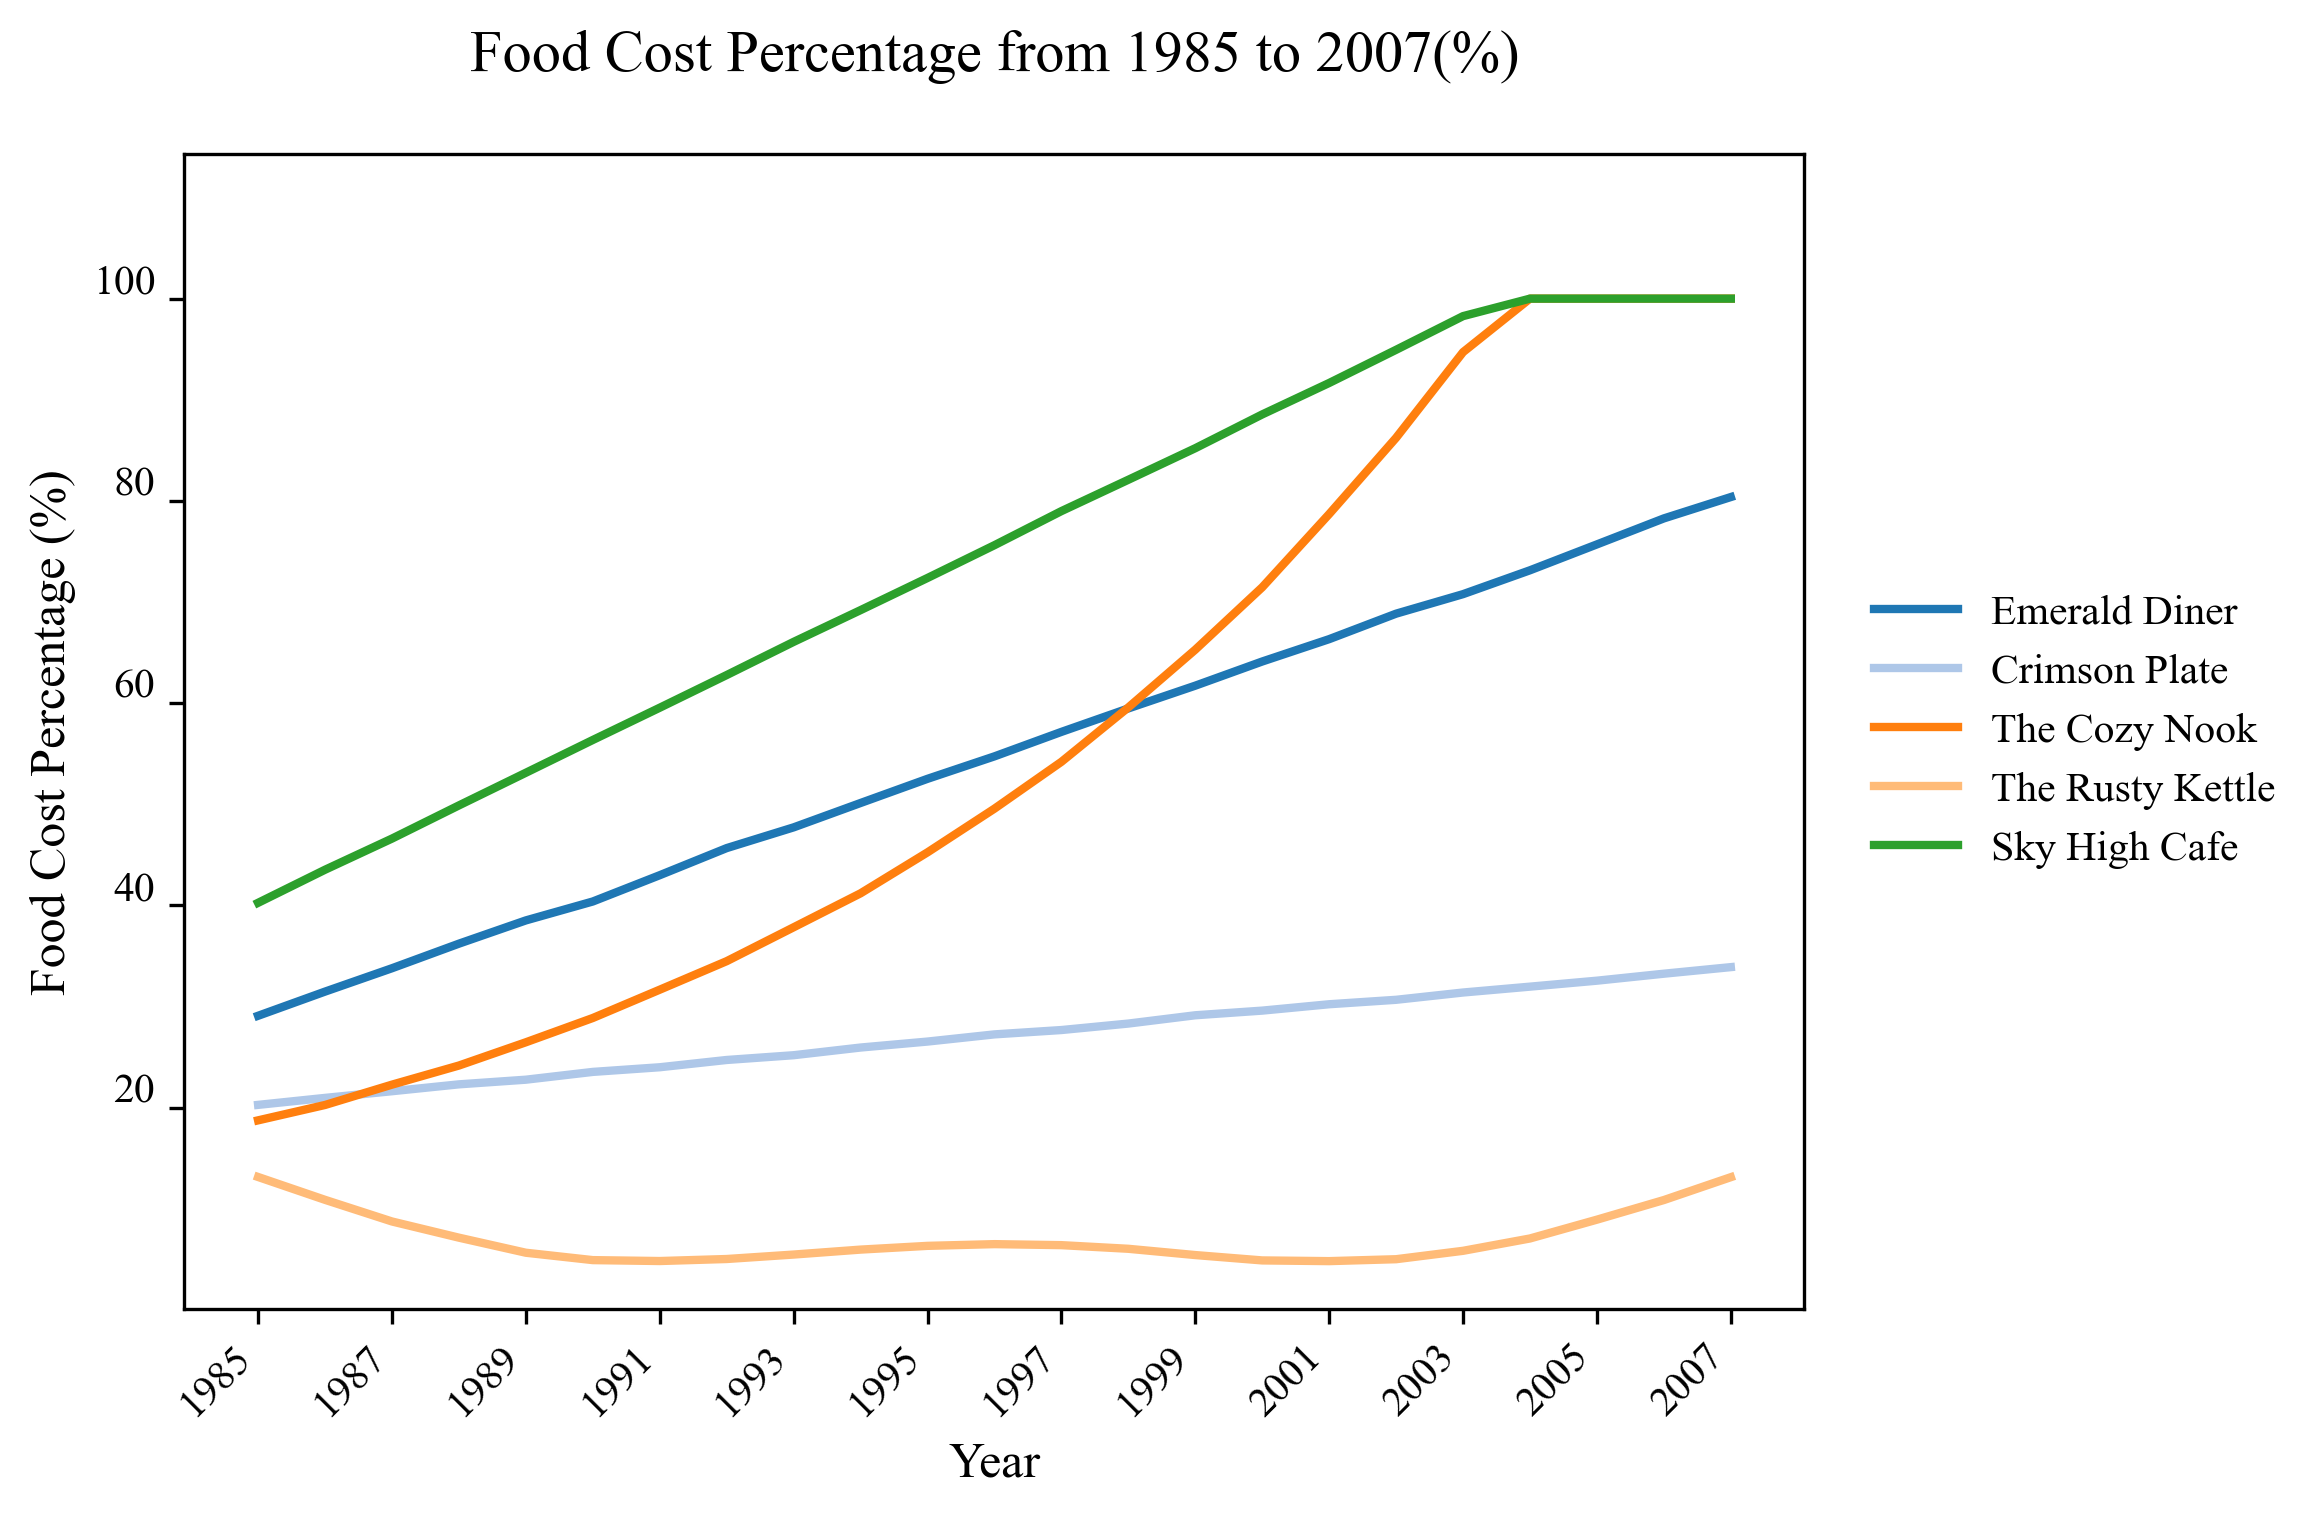 Food Cost Percentage from 1985 to 2007(%)
Food Cost Percentage (%)
100
80
60
40
20
1985
1987
1989
1991
1993
1995
1997
1999
2001
2003
2005
2007
Year
Emerald Diner
Crimson Plate
The Cozy Nook
The Rusty Kettle
Sky High Cafe